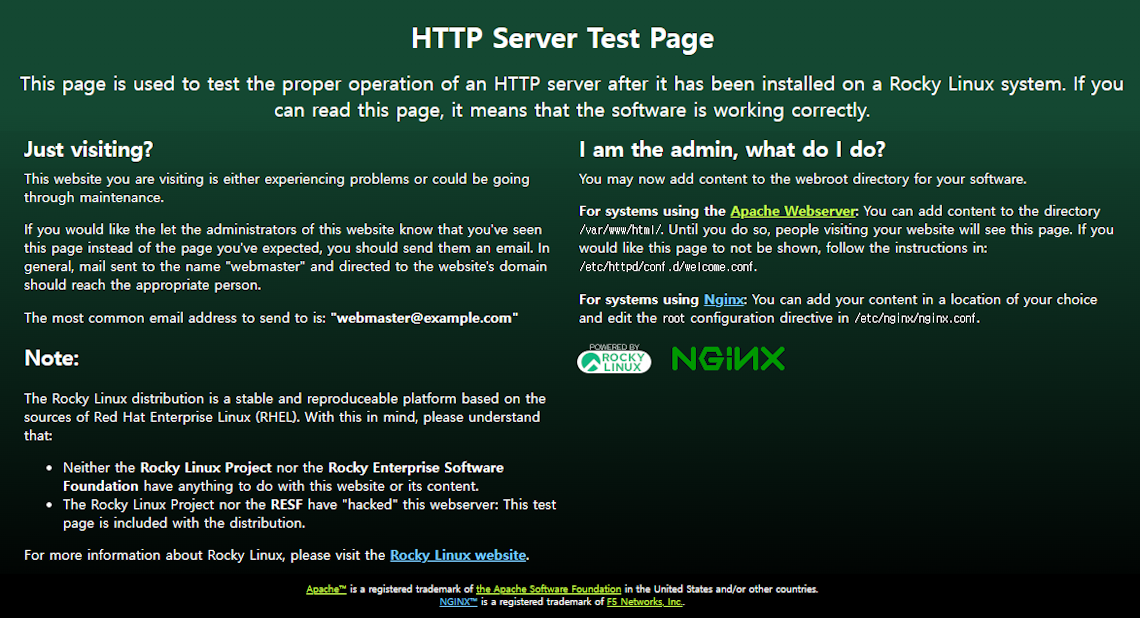 HTTP Server Test Page
This page is used to test the proper operation of an HTTP server after it has been installed on a Rocky Linux system. If you
can read this page, it means that the software is working correctly.
Just visiting?
This website you are visiting is either experiencing problems or could be going
through maintenance.
If you would like the let the administrators of this website know that you've seen
this page instead of the page you've expected, you should send them an email. In
general, mail sent to the name "webmaster" and directed to the website's domain
should reach the appropriate person.
The most common email address to send to is: "webmaster@example.com"
Note:
The Rocky Linux distribution is a stable and reproduceable platform based on the
sources of Red Hat Enterprise Linux (RHEL). With this in mind, please understand
that:
• Neither the Rocky Linux Project nor the Rocky Enterprise Software
Foundation have anything to do with this website or its content.
• The Rocky Linux Project nor the RESF have "hacked" this webserver: This test
page is included with the distribution.
For more information about Rocky Linux, please visit the Rocky Linux website.
I am the admin, what do I do?
You may now add content to the webroot directory for your software.
For systems using the Apache Webserver: You can add content to the directory
/var/www/html/. Until you do so, people visiting your website will see this page. If you
would like this page to not be shown, follow the instructions in:
/etc/httpd/conf.d/welcome.conf.
For systems using Nginx: You can add your content in a location of your choice
and edit the root configuration directive in /etc/nginx/nginx.conf.
POWERED BY
ROCKY
LINUX
NGINX
Apache™ is a registered trademark of the Apache Software Foundation in the United States and/or other countries.
NGINX™ is a registered trademark of F5 Networks, Inc..